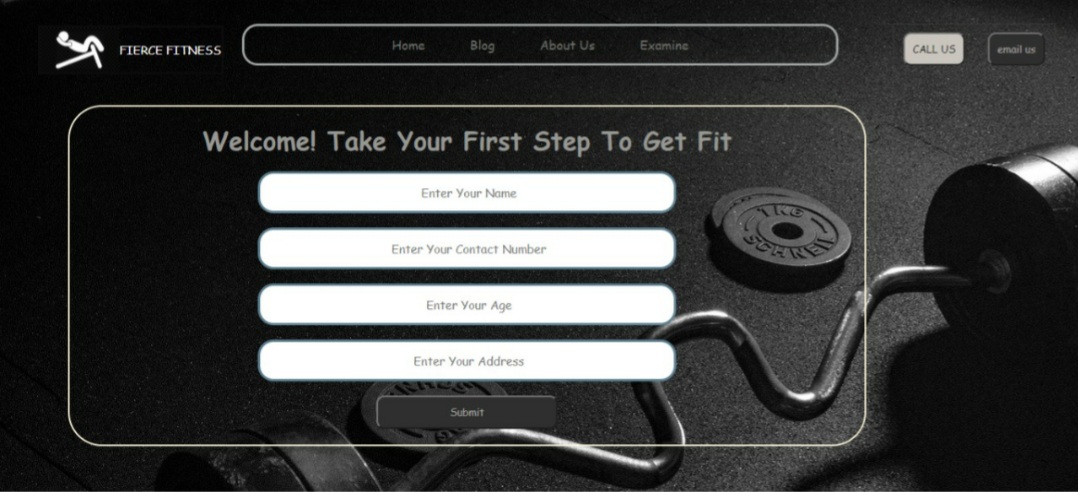 FIERCE FITNESS
Home Blog About Us Examine
CALL US
email us
Welcome! Take Your First Step To Get Fit
Enter Your Name
Enter Your Contact Number
Enter Your Age
Enter Your Address
Submit
1KG